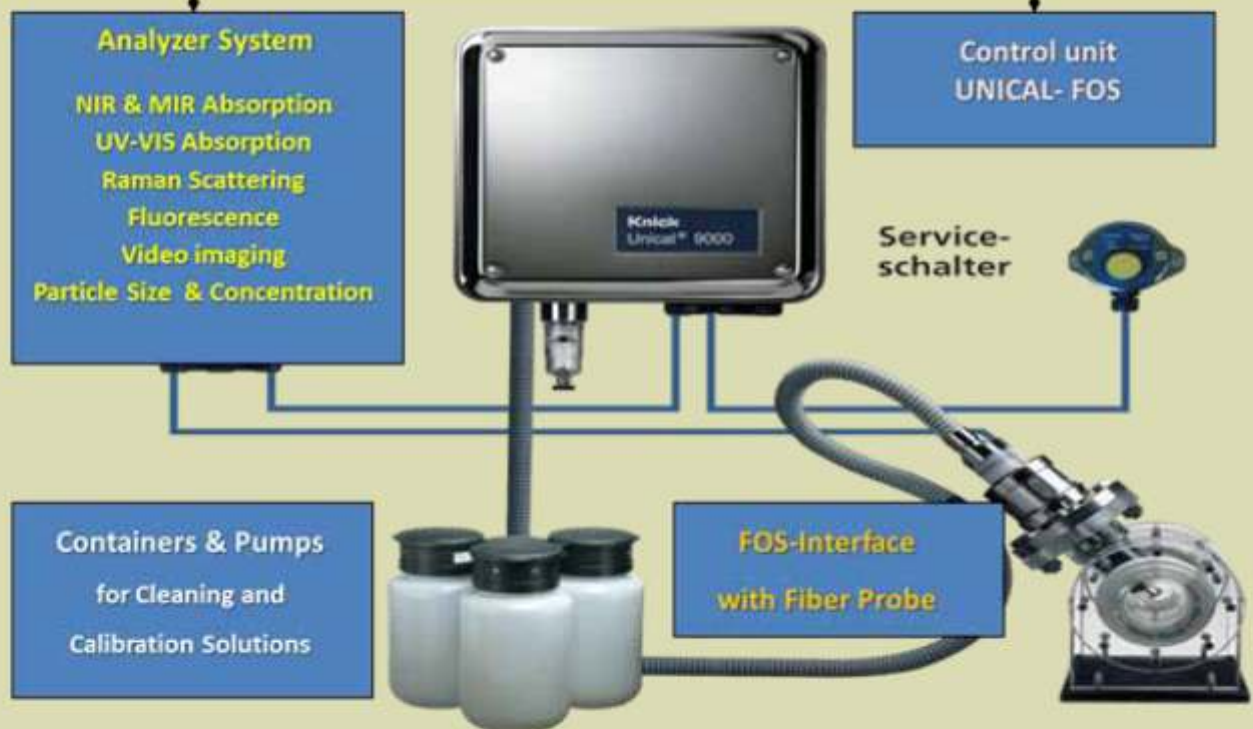 Analyzer System
NIR & MIR Absorption
UV-VIS Absorption
Raman Scattering
Fluorescence
Video imaging
Particle Size & Concentration
Knick
Unical® 9000
Control unit
UNICAL- FOS
Service-
schalter
Containers & Pumps
for Cleaning and
Calibration Solutions
FOS-Interface
with Fiber Probe